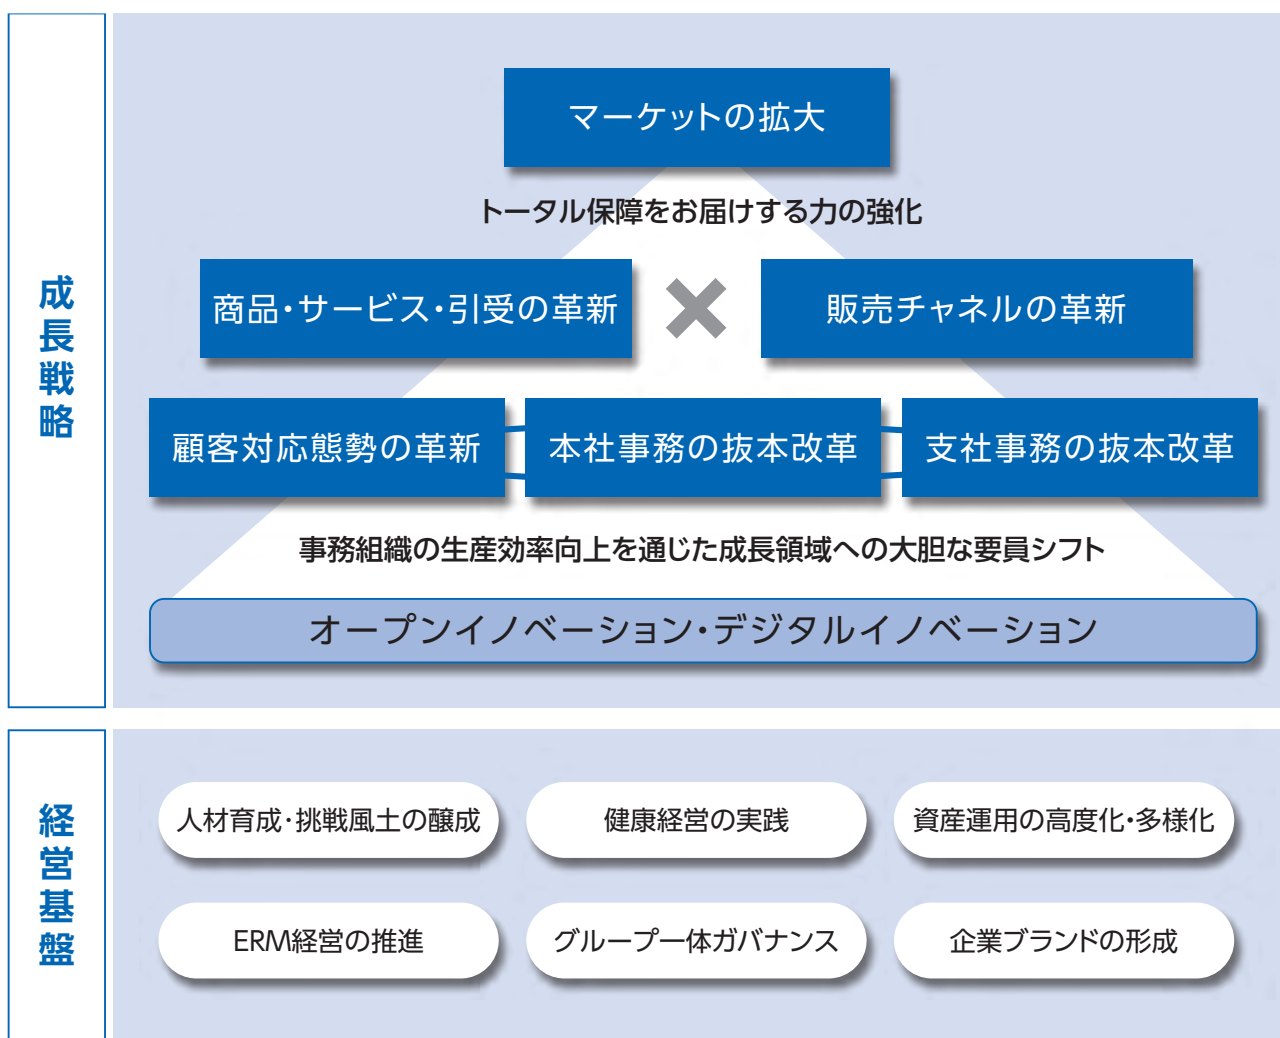 成長戦略
マーケットの拡大
トータル保障をお届けする力の強化
商品・サービス・引受の革新
販売チャネルの革新
顧客対応態勢の革新
本社事務の抜本改革
支社事務の抜本改革
事務組織の生産効率向上を通じた成長領域への大胆な要員シフト
オープンイノベーション・デジタルイノベーション
経営基盤
人材育成・挑戦風土の醸成
健康経営の実践
資産運用の高度化・多様化
ERM経営の推進
グループ一体ガバナンス
企業ブランドの形成